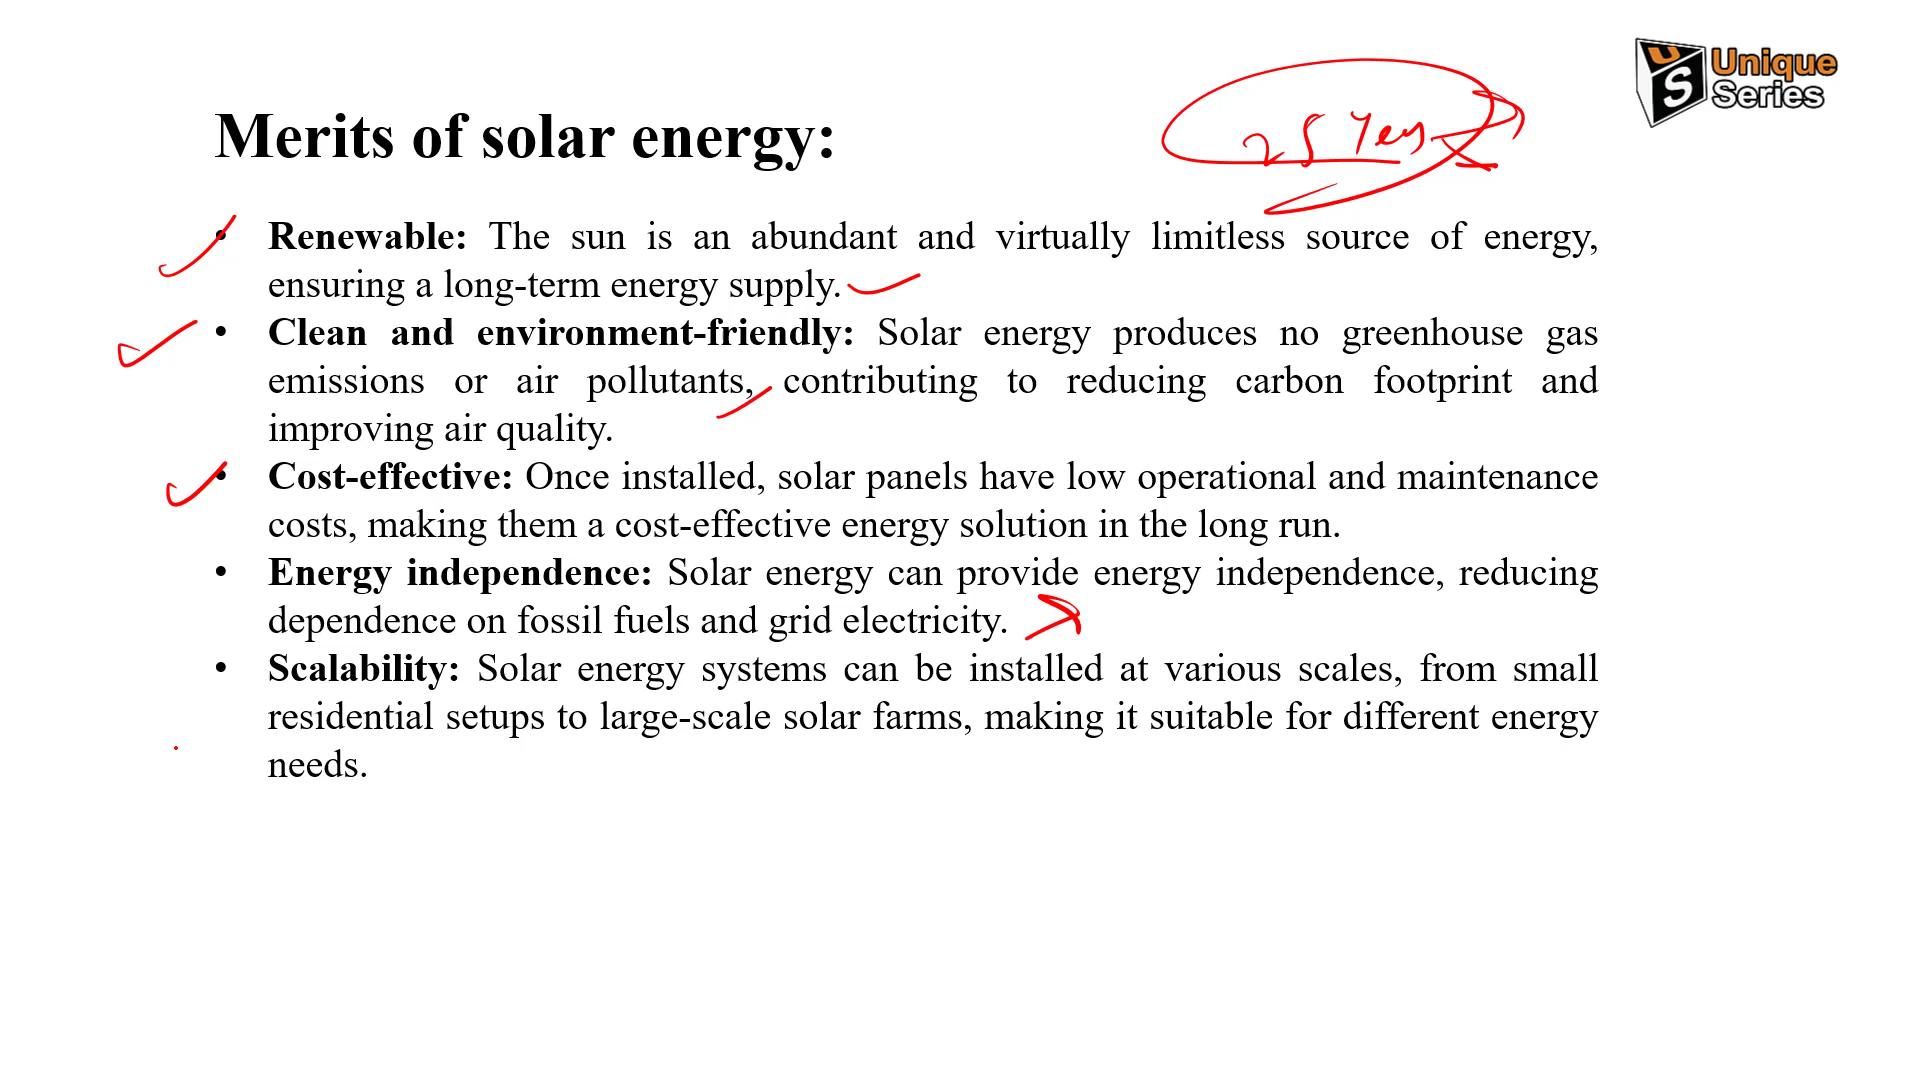 US Unique
Series
Merits of solar energy:
25 Years
• Renewable: The sun is an abundant and virtually limitless source of energy,
ensuring a long-term energy supply.
• Clean and environment-friendly: Solar energy produces no greenhouse gas
emissions or air pollutants, contributing to reducing carbon footprint and
improving air quality.
• Cost-effective: Once installed, solar panels have low operational and maintenance
costs, making them a cost-effective energy solution in the long run.
• Energy independence: Solar energy can provide energy independence, reducing
dependence on fossil fuels and grid electricity.
• Scalability: Solar energy systems can be installed at various scales, from small
residential setups to large-scale solar farms, making it suitable for different energy
needs.